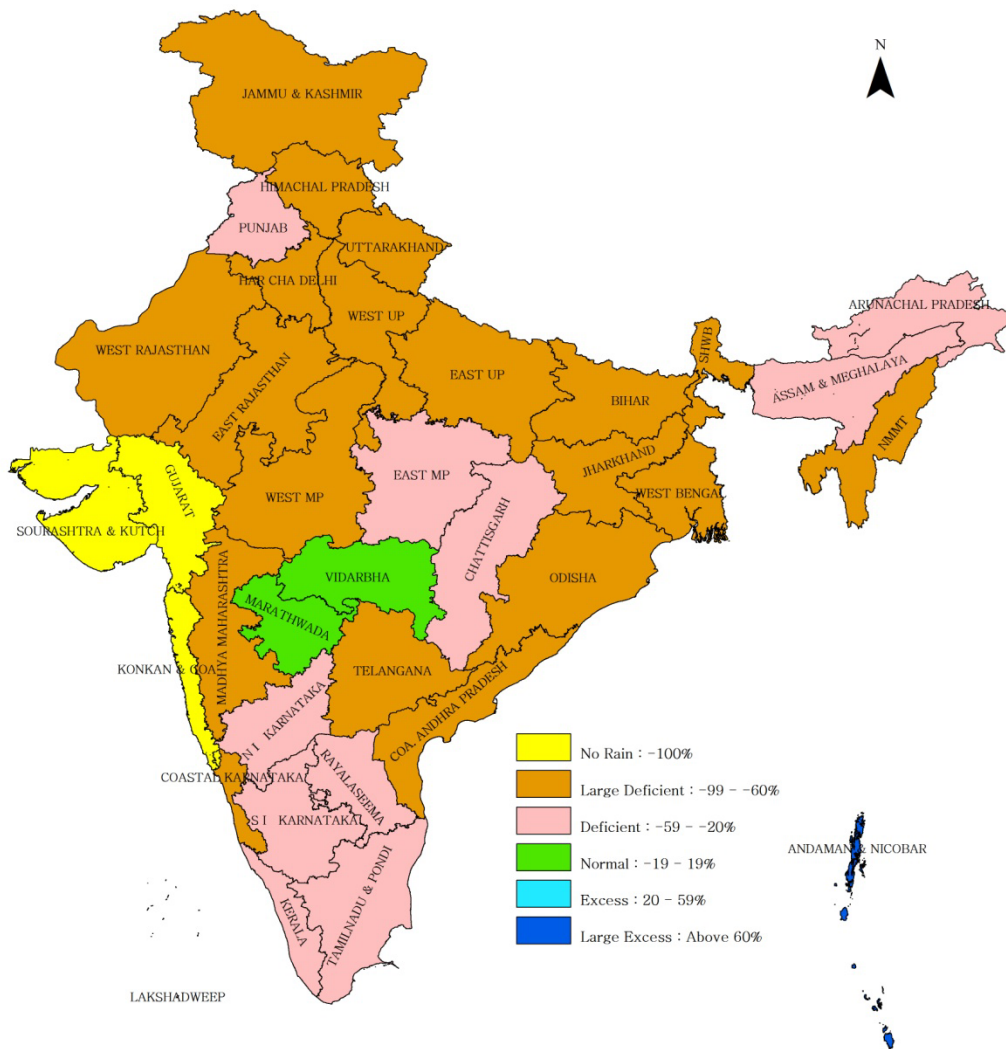 N
JAMMU & KASHMIR
HIMACHAL PRADESH
PUNJAB
UTTARAKHAND
HAR CHA DELHI
ARUNACHAL PRADESH
WEST UP
WEST RAJASTHAN
SHWB
EAST RAJASTHAN
EAST UP
ASSAM & MEGHALAYA
BIHAR
NMMT
JHARKHAND
EAST MP
GUJARAT
WEST MP
WEST BENGAL
SOURASHTRA & KUTCH
CHATTISGARH
VIDARBHA
ODISHA
MARATHWADA
MADHYA MAHARASHTRA
KONKAN & GOA
TELANGANA
COA. ANDHRA PRADESH
N I KARNATAKA
COASTAL KARNATAKA
RAYALASEEMA
S I KARNATAKA
KERALA
TAMILNADU & PONDI
LAKSHADWEEP
ANDAMAN & NICOBAR
No Rain : -100%
Large Deficient : -99 - -60%
Deficient : -59 - -20%
Normal : -19 - 19%
Excess : 20 - 59%
Large Excess : Above 60%